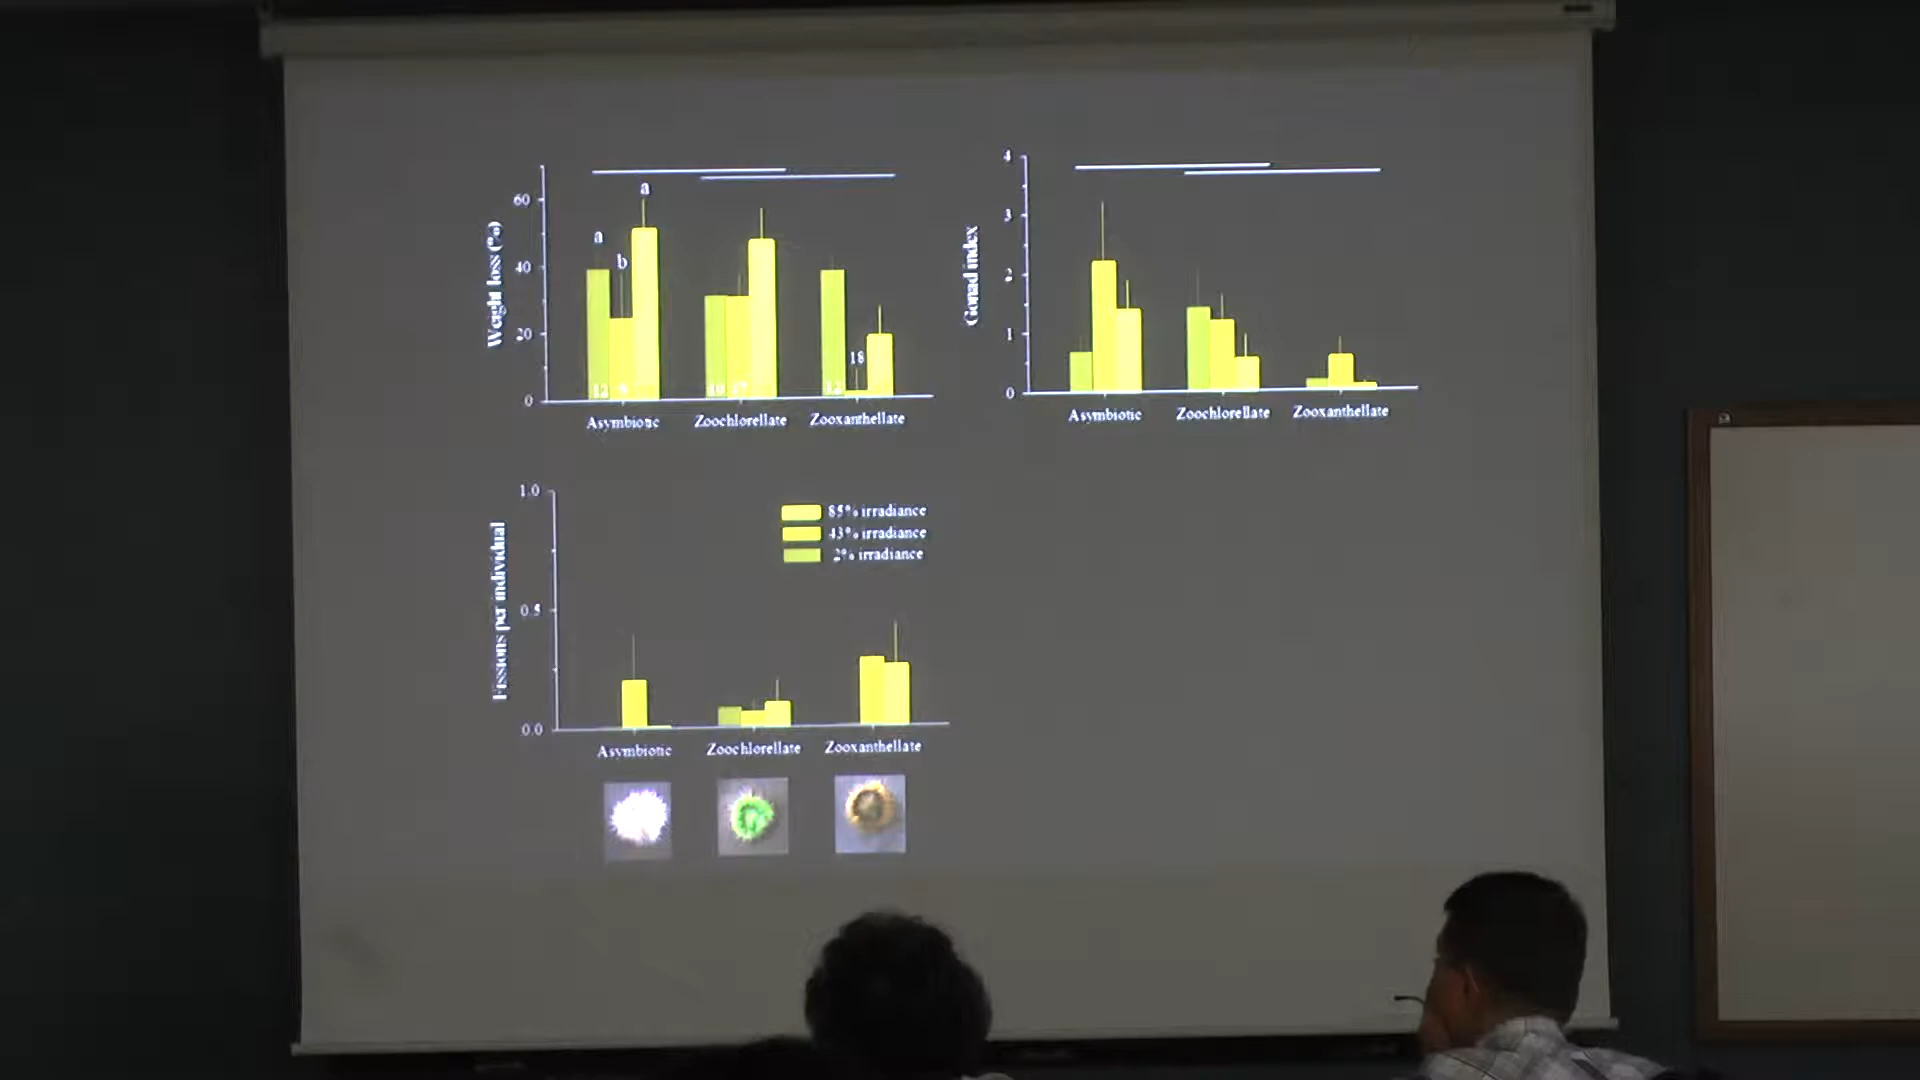 Weight loss (%)
60
40
20
0
a
b
a
12
18
Asymbiotic
Zoochlorellate
Zooxanthellate
Gonad index
4
3
2
1
0
Asymbiotic
Zoochlorellate
Zooxanthellate
Fissions per individual
1.0
0.5
0.0
85% irradiance
43% irradiance
2% irradiance
Asymbiotic
Zoochlorellate
Zooxanthellate